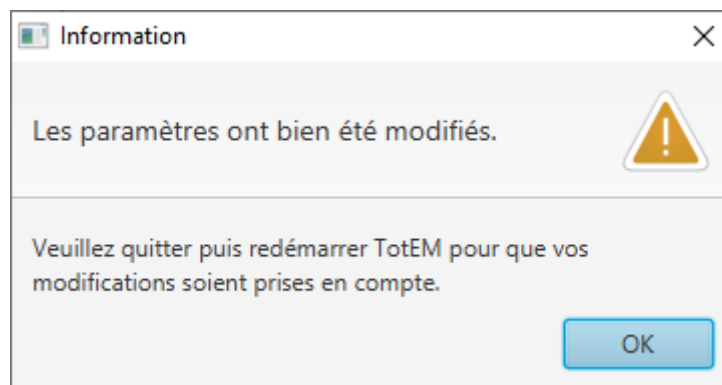 Information
Les paramètres ont bien été modifiés.
Veuillez quitter puis redémarrer TotEM pour que vos
modifications soient prises en compte.
OK